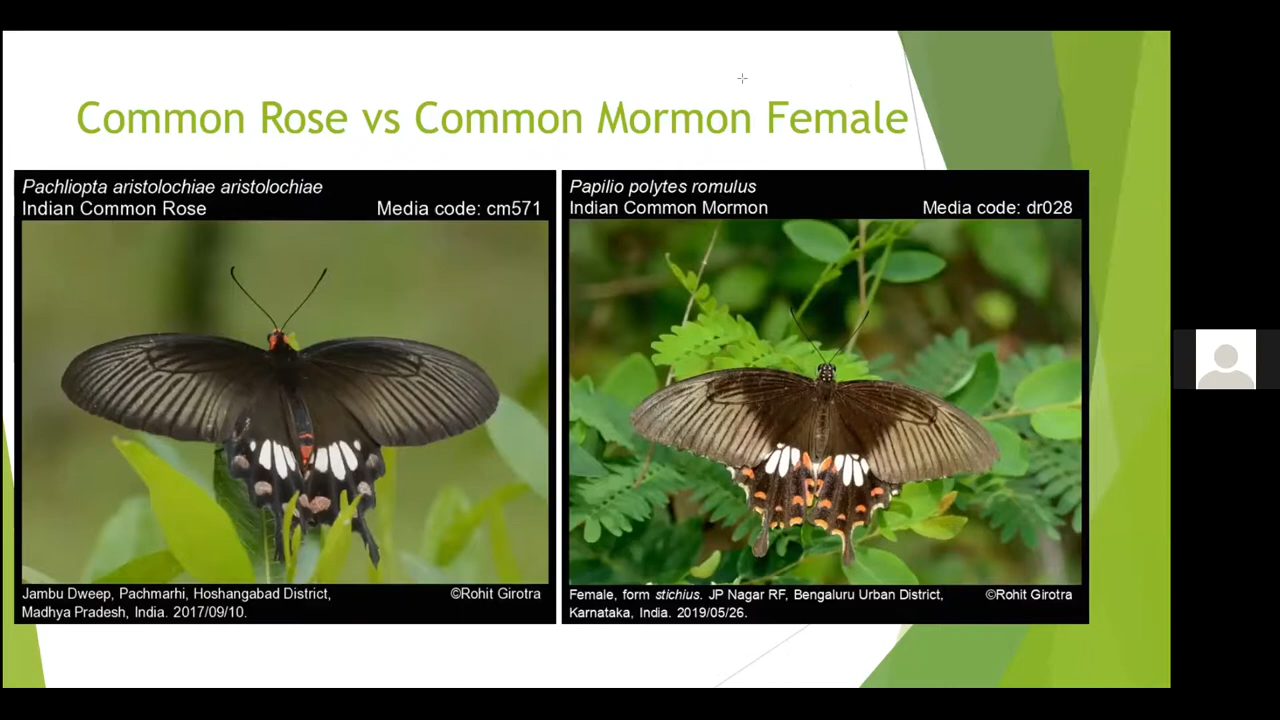 Common Rose vs Common Mormon Female
Pachliopta aristolochiae aristolochiae
Indian Common Rose
Media code: cm571
Jambu Dweep, Pachmarhi, Hoshangabad District,
Madhya Pradesh, India. 2017/09/10.
©Rohit Girotra
Papilio polytes romulus
Indian Common Mormon
Media code: dr028
Female, form stichius. JP Nagar RF, Bengaluru Urban District,
Karnataka, India. 2019/05/26.
©Rohit Girotra